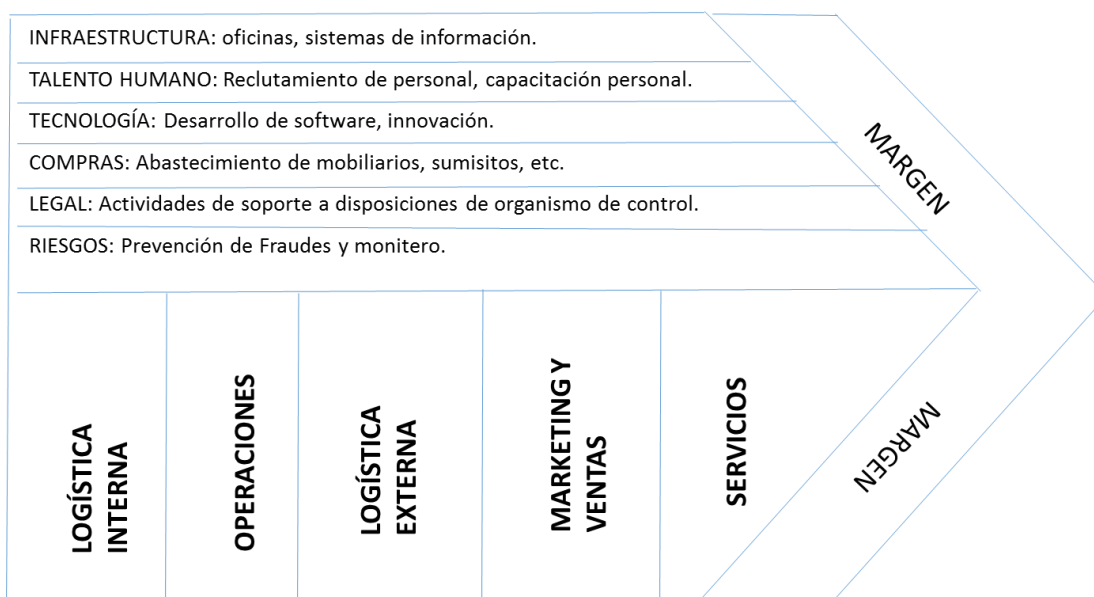 INFRAESTRUCTURA: oficinas, sistemas de información.
TALENTO HUMANO: Reclutamiento de personal, capacitación personal.
TECNOLOGÍA: Desarrollo de software, innovación.
COMPRAS: Abastecimiento de mobiliarios, sumisitos, etc.
LEGAL: Actividades de soporte a disposiciones de organismo de control.
RIESGOS: Prevención de Fraudes y monitero.
MARGEN
LOGÍSTICA
INTERNA
OPERACIONES
LOGÍSTICA
EXTERNA
MARKETING Y
VENTAS
SERVICIOS
MARGEN